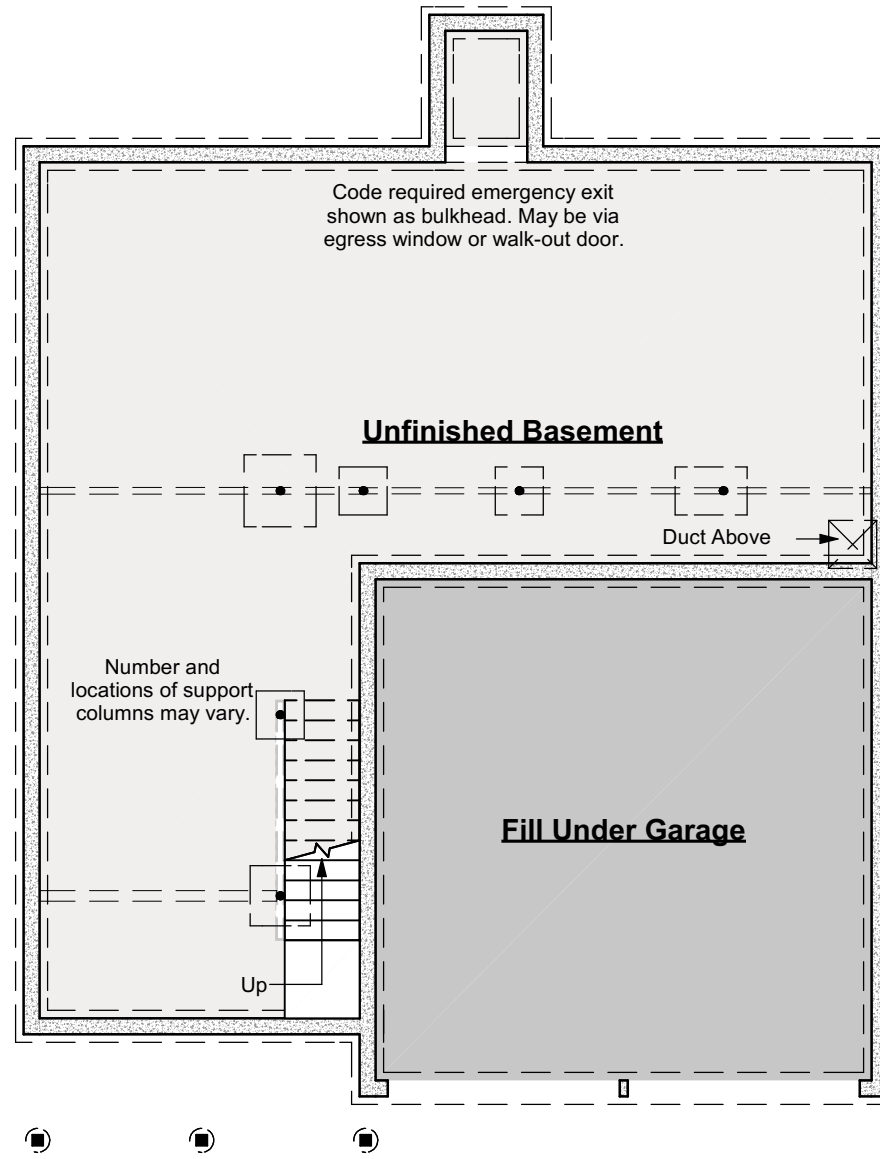 Code required emergency exit
shown as bulkhead. May be via
egress window or walk-out door.
Unfinished Basement
Duct Above
Number and
locations of support
columns may vary.
Fill Under Garage
Up